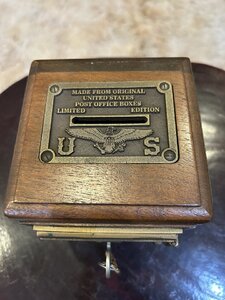 MADE FROM ORIGINAL
UNITED STATES
POST OFFICE BOXES
LIMITED EDITION
U S